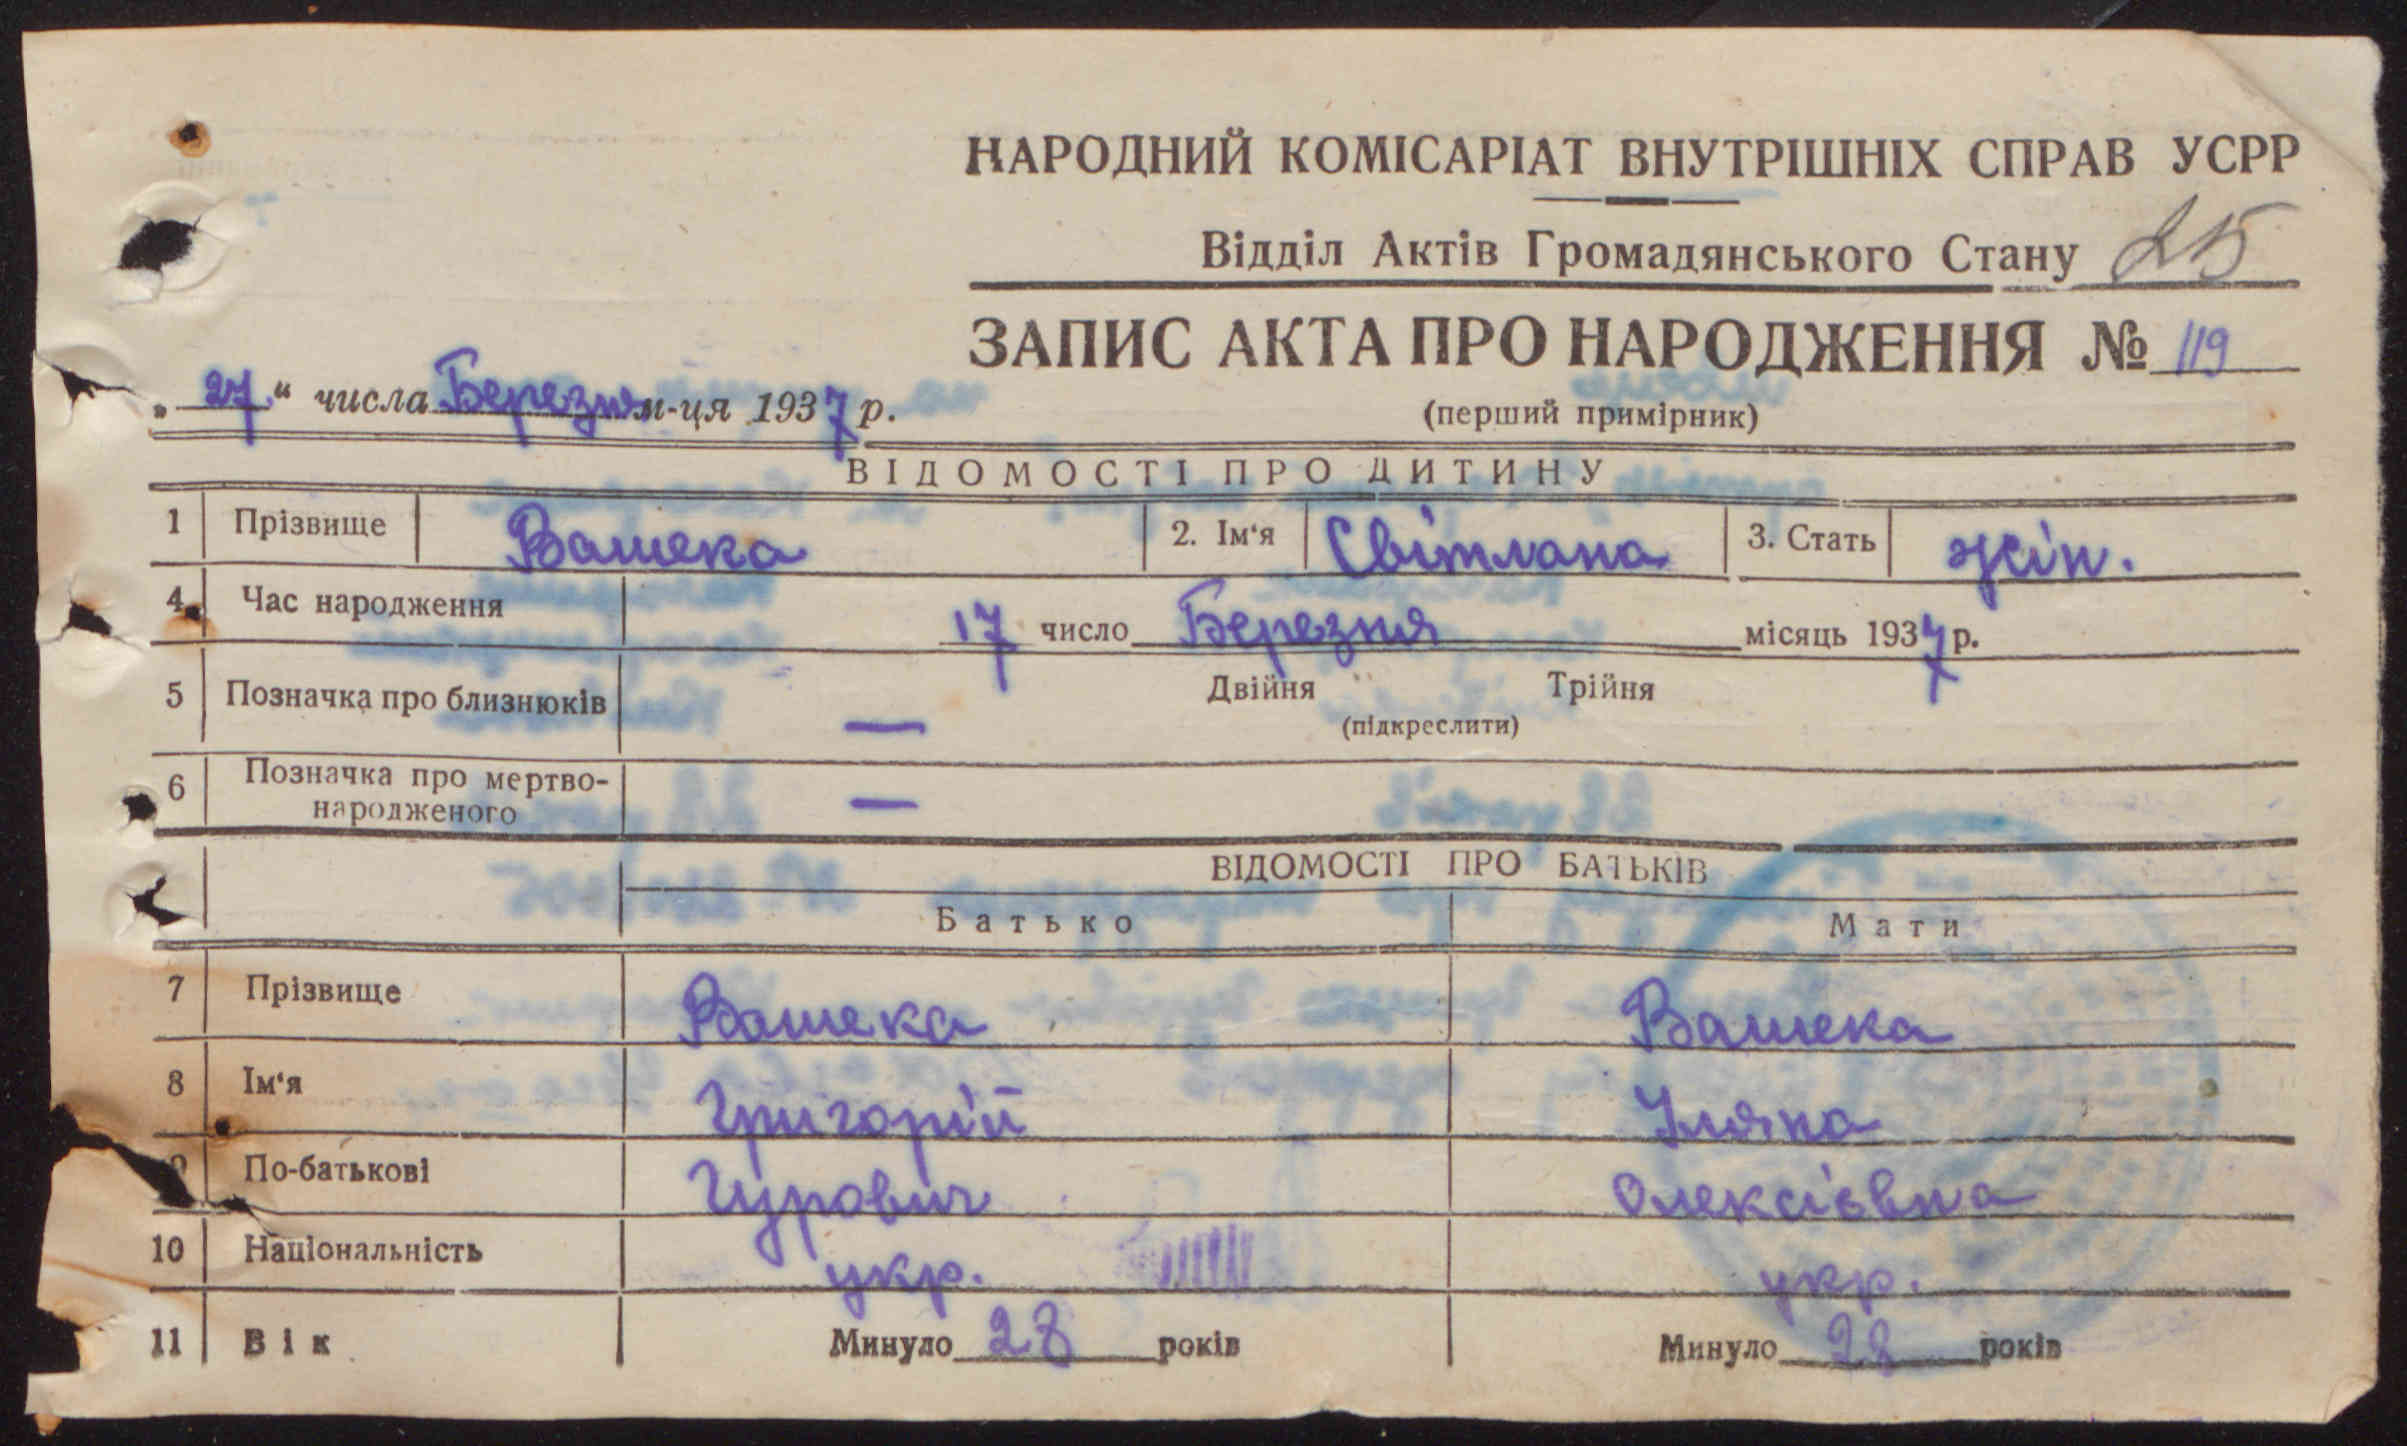 НАРОДНИЙ КОМІСАРІАТ ВНУТРІШНІХ СПРАВ УСРР
Відділ Актів Громадянського Стану 25
ЗАПИС АКТА ПРО НАРОДЖЕННЯ № 119
„27“ числа Березня м-ця 1937 р.
(перший примірник)
ВІДОМОСТІ ПРО ДИТИНУ
1 Прізвище Вашека 2. Ім'я Світлана 3. Стать жін.
4 Час народження 17 число Березня місяць 1937 р.
5 Позначка про близнюків — Двійня Трійня
(підкреслити)
6 Позначка про мертво-
народженого —
ВІДОМОСТІ ПРО БАТЬКІВ
Батько Мати
7 Прізвище Вашека Вашека
8 Ім'я Григорій Уляна
9 По-батькові Гурович Олексієвна
10 Національність укр. укр.
11 Вік Минуло 28 років Минуло 28 років